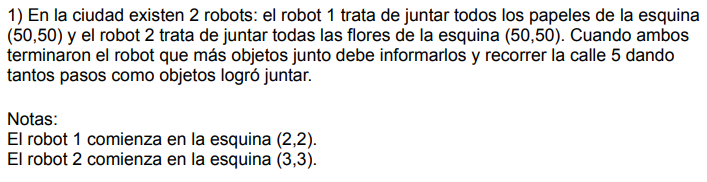 1) En la ciudad existen 2 robots: el robot 1 trata de juntar todos los papeles de la esquina
(50,50) y el robot 2 trata de juntar todas las flores de la esquina (50,50). Cuando ambos
terminaron el robot que más objetos junto debe informarlos y recorrer la calle 5 dando
tantos pasos como objetos logró juntar.

Notas:
El robot 1 comienza en la esquina (2,2).
El robot 2 comienza en la esquina (3,3).